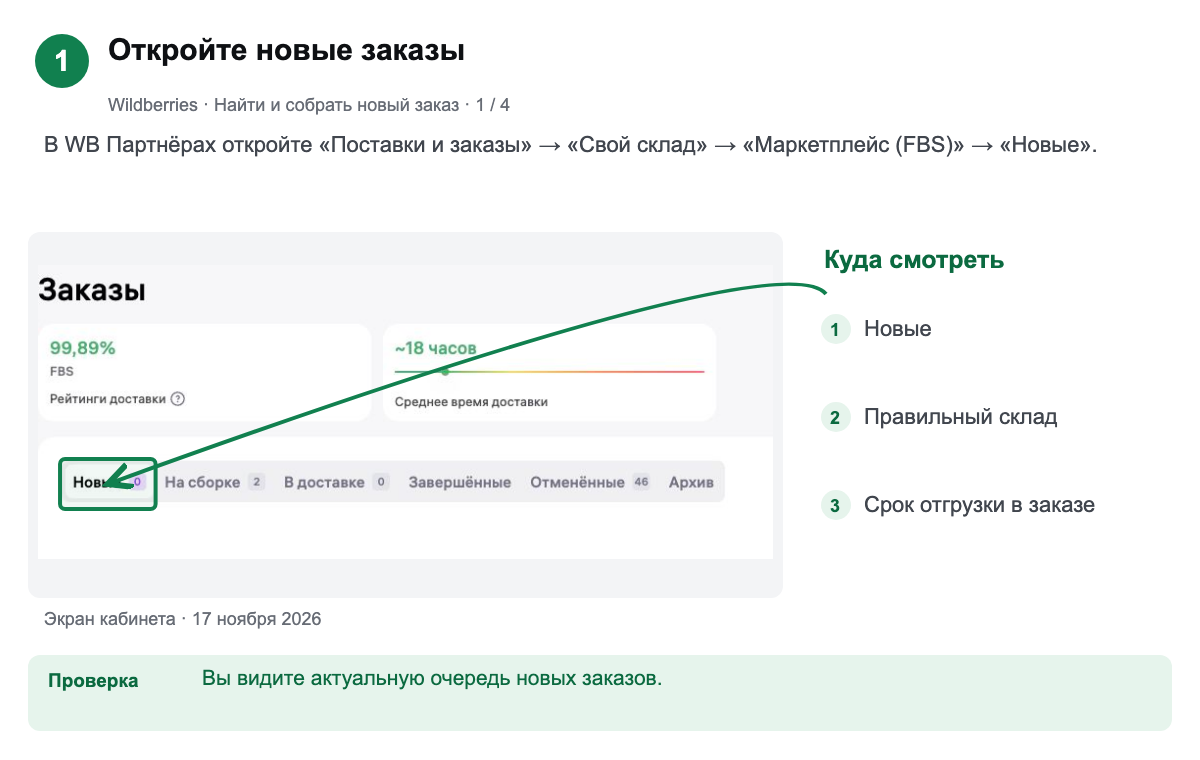 1
Откройте новые заказы
Wildberries · Найти и собрать новый заказ · 1 / 4
В WB Партнёрах откройте «Поставки и заказы» → «Свой склад» → «Маркетплейс (FBS)» → «Новые».
Заказы
99,89%
FBS
Рейтинги доставки ?
~18 часов
Среднее время доставки
0 На сборке 2 В доставке 0 Завершённые Отменённые 46 Архив
Куда смотреть
1 Новые
2 Правильный склад
3 Срок отгрузки в заказе
Экран кабинета · 17 ноября 2026
Проверка Вы видите актуальную очередь новых заказов.